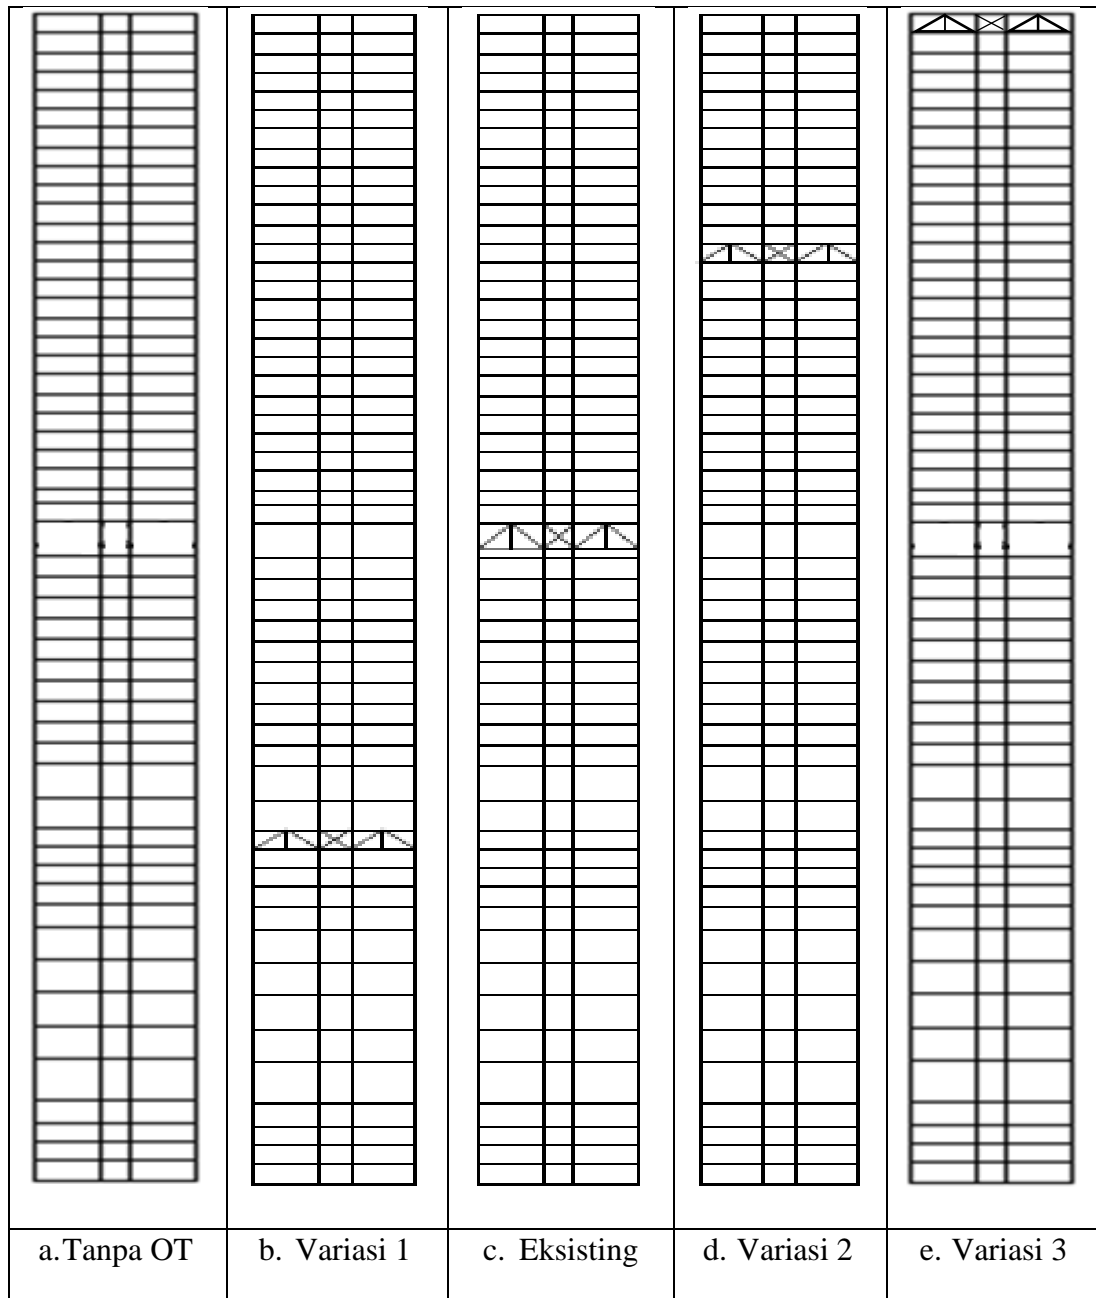 a. Tanpa OT
b. Variasi 1
c. Eksisting
d. Variasi 2
e. Variasi 3